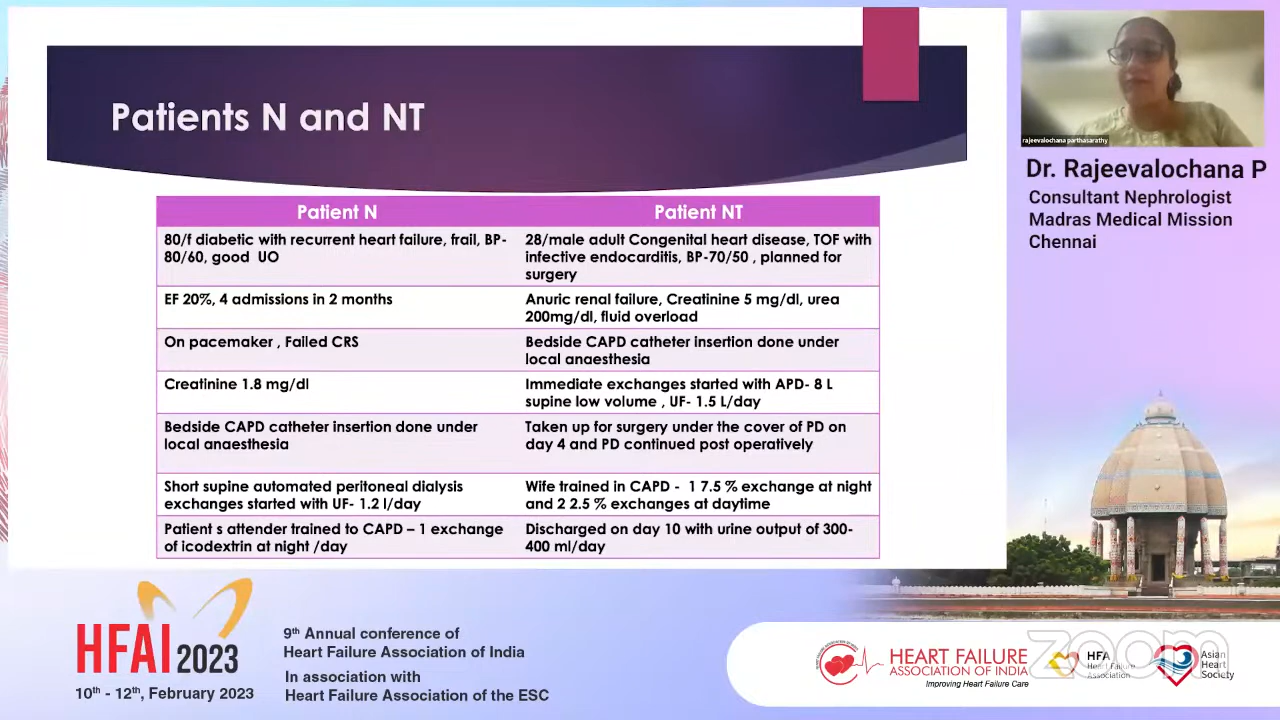 Patients N and NT
Patient N
Patient NT
80/f diabetic with recurrent heart failure, frail, BP-
80/60, good UO
28/male adult Congenital heart disease, TOF with
infective endocarditis, BP-70/50 , planned for
surgery
EF 20%, 4 admissions in 2 months
Anuric renal failure, Creatinine 5 mg/dl, urea
200mg/dl, fluid overload
On pacemaker , Failed CRS
Bedside CAPD catheter insertion done under
local anaesthesia
Creatinine 1.8 mg/dl
Immediate exchanges started with APD- 8 L
supine low volume , UF- 1.5 L/day
Bedside CAPD catheter insertion done under
local anaesthesia
Taken up for surgery under the cover of PD on
day 4 and PD continued post operatively
Short supine automated peritoneal dialysis
exchanges started with UF- 1.2 l/day
Wife trained in CAPD - 1 7.5 % exchange at night
and 2 2.5 % exchanges at daytime
Patient s attender trained to CAPD – 1 exchange
of icodextrin at night /day
Discharged on day 10 with urine output of 300-
400 ml/day
rajeevalochana parthasarathy
Dr. Rajeevalochana P
Consultant Nephrologist
Madras Medical Mission
Chennai
HFAI 2023
10th - 12th, February 2023
9th Annual conference of
Heart Failure Association of India
In association with
Heart Failure Association of the ESC
HEART FAILURE
ASSOCIATION OF INDIA
Improving Heart Failure Care
zoom
HFA
Heart Failure
Association
Asian
Heart
Society